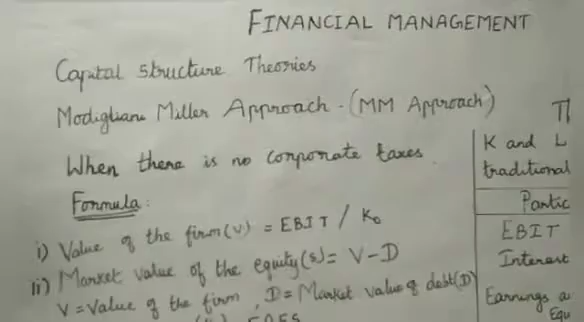 FINANCIAL MANAGEMENT
Capital Structure Theories
Modigliani Miller Approach - (MM Approach)
When there is no corporate taxes.
Formula:
i) Value of the firm (V) = EBIT / Ko
ii) Market value of the equity (s) = V-D
V = Value of the firm, D = Market value of debt (D)
K and L
traditional
Partic
EBIT
Interest
Earnings a
Equ